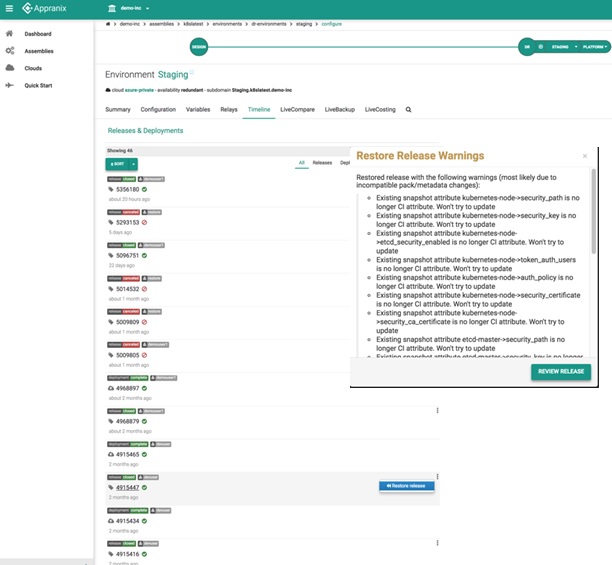 Appranix
demo-inc
Dashboard
Assemblies
Clouds
Quick Start
demo-inc > assemblies > k8slatest > environments > dr-environments > staging > configure
DESIGN
DR
STAGING
PLATFORM
Environment Staging
cloud azure-private - availability redundant - subdomain Staging.k8slatest.demo-inc
Summary Configuration Variables Relays Timeline LiveCompare LiveBackup LiveCosting
Releases & Deployments
Showing 46
SORT
All Releases Depl
release closed demouser1
5356180
about 20 hours ago
release canceled restore
5293153
5 days ago
release closed demouser1
5096751
22 days ago
release canceled restore
5014532
about 1 month ago
release canceled restore
5009809
about 1 month ago
release canceled demouser1
5009805
about 1 month ago
deployment complete demouser1
4968897
about 2 months ago
release closed demouser1
4968879
about 2 months ago
deployment complete demouser
4915465
2 months ago
release closed demouser
4915447
2 months ago
Restore release
deployment complete demouser
4915434
2 months ago
release closed demouser
4915416
2 months ago
Restore Release Warnings
×
Restored release with the following warnings (most likely due to
incompatible pack/metadata changes):
Existing snapshot attribute kubernetes-node->security_path is no
longer CI attribute. Won't try to update
Existing snapshot attribute kubernetes-node->security_key is no
longer CI attribute. Won't try to update
Existing snapshot attribute kubernetes-node-
>etcd_security_enabled is no longer CI attribute. Won't try to
update
Existing snapshot attribute kubernetes-node->token_auth_users
is no longer CI attribute. Won't try to update
Existing snapshot attribute kubernetes-node->auth_policy is no
longer CI attribute. Won't try to update
Existing snapshot attribute kubernetes-node->security_certificate
is no longer CI attribute. Won't try to update
Existing snapshot attribute kubernetes-node-
>security_ca_certificate is no longer CI attribute. Won't try to
update
Existing snapshot attribute etcd-master->security_path is no
longer CI attribute. Won't try to update
Existing snapshot attribute etcd-master->security_key is no longer
REVIEW RELEASE